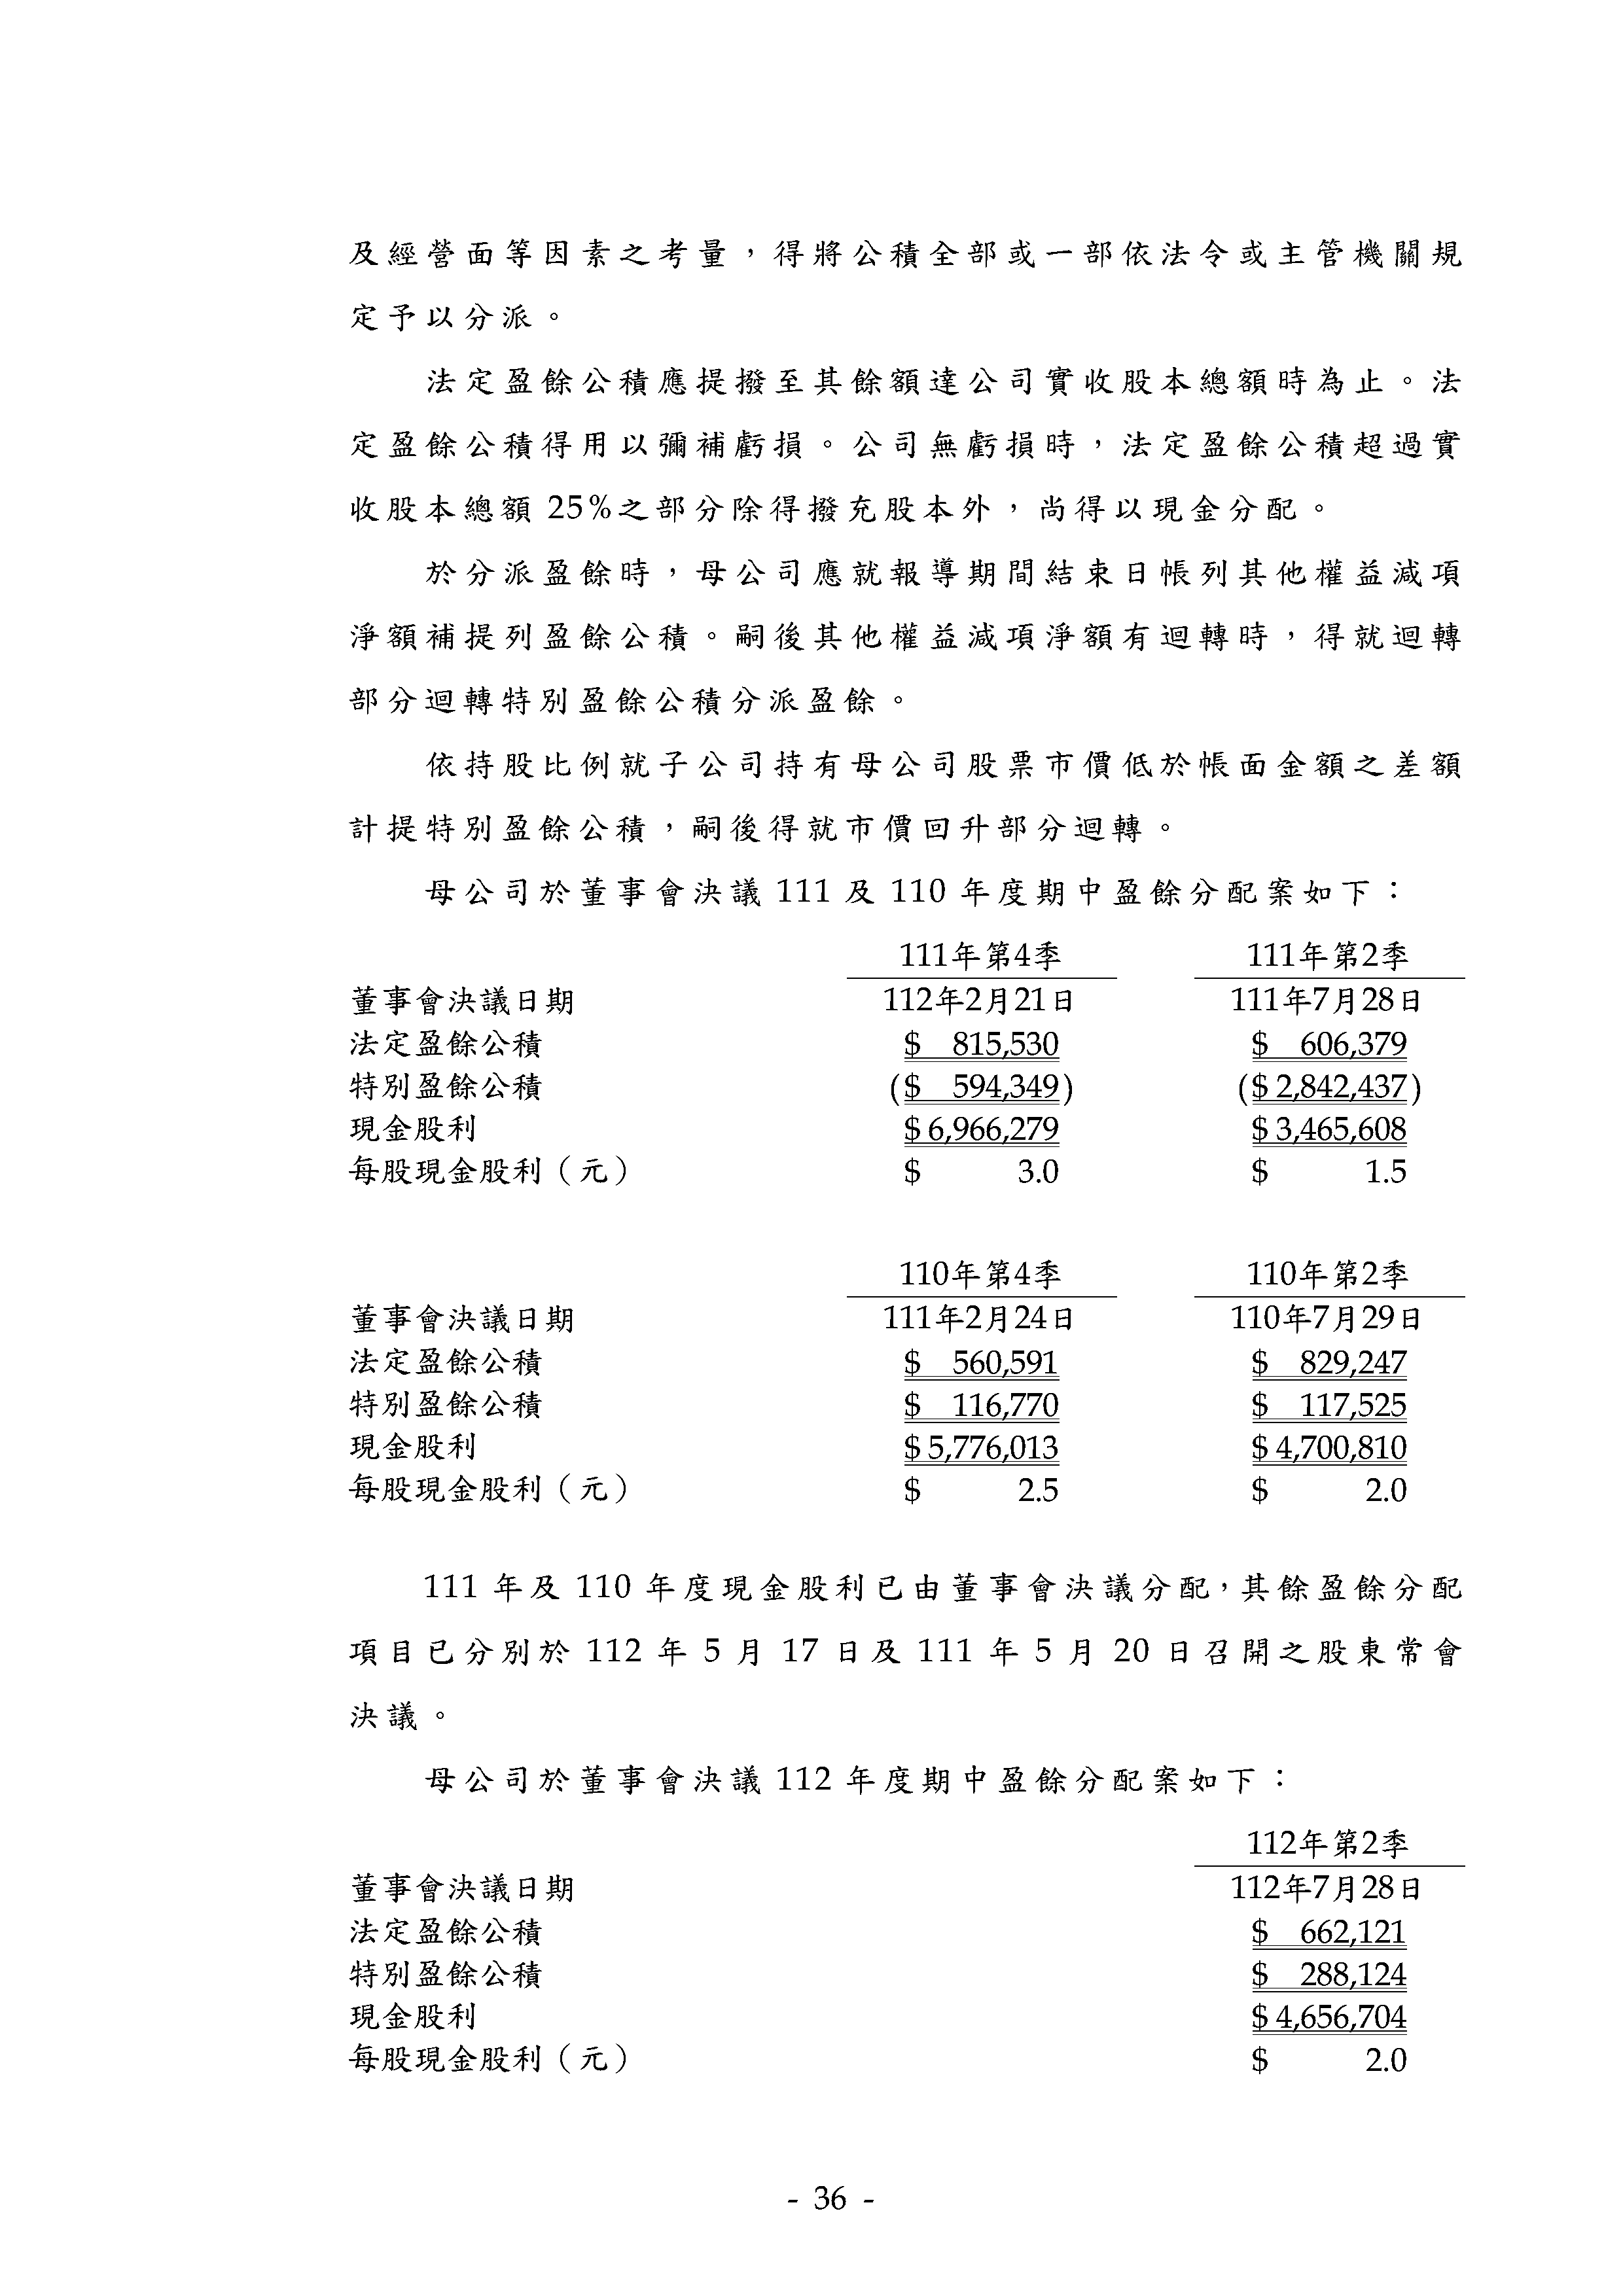 及經營面等因素之考量，得將公積全部或一部依法令或主管機關規
定予以分派。
法定盈餘公積應提撥至其餘額達公司實收股本總額時為止。法
定盈餘公積得用以彌補虧損。公司無虧損時，法定盈餘公積超過實
收股本總額 25%之部分除得撥充股本外，尚得以現金分配。
於分派盈餘時，母公司應就報導期間結束日帳列其他權益減項
淨額補提列盈餘公積。嗣後其他權益減項淨額有迴轉時，得就迴轉
部分迴轉特別盈餘公積分派盈餘。
依持股比例就子公司持有母公司股票市價低於帳面金額之差額
計提特別盈餘公積，嗣後得就市價回升部分迴轉。
母公司於董事會決議 111 及 110 年度期中盈餘分配案如下：
111年第4季 111年第2季
董事會決議日期 112年2月21日 111年7月28日
法定盈餘公積 $ 815,530 $ 606,379
特別盈餘公積 ($ 594,349) ($ 2,842,437)
現金股利 $ 6,966,279 $ 3,465,608
每股現金股利（元） $ 3.0 $ 1.5
110年第4季 110年第2季
董事會決議日期 111年2月24日 110年7月29日
法定盈餘公積 $ 560,591 $ 829,247
特別盈餘公積 $ 116,770 $ 117,525
現金股利 $ 5,776,013 $ 4,700,810
每股現金股利（元） $ 2.5 $ 2.0
111 年及 110 年度現金股利已由董事會決議分配，其餘盈餘分配
項目已分別於 112 年 5 月 17 日及 111 年 5 月 20 日召開之股東常會
決議。
母公司於董事會決議 112 年度期中盈餘分配案如下：
112年第2季
董事會決議日期 112年7月28日
法定盈餘公積 $ 662,121
特別盈餘公積 $ 288,124
現金股利 $ 4,656,704
每股現金股利（元） $ 2.0
- 36 -